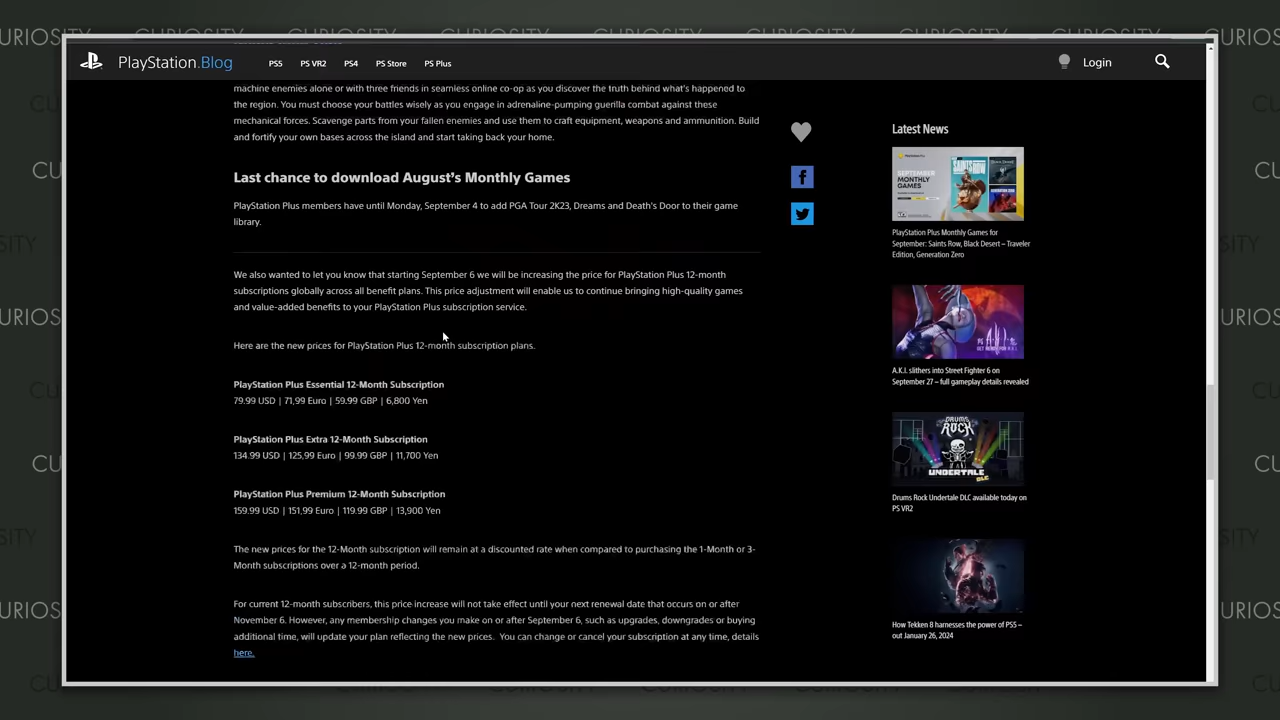 PlayStation.Blog
PS5
PS VR2
PS4
PS Store
PS Plus
Login
machine enemies alone or with three friends in seamless online co-op as you discover the truth behind what's happened to
the region. You must choose your battles wisely as you engage in adrenaline-pumping guerilla combat against these
mechanical forces. Scavenge parts from your fallen enemies and use them to craft equipment, weapons and ammunition. Build
and fortify your own bases across the island and start taking back your home.
Last chance to download August's Monthly Games
PlayStation Plus members have until Monday, September 4 to add PGA Tour 2K23, Dreams and Death's Door to their game
library.
We also wanted to let you know that starting September 6 we will be increasing the price for PlayStation Plus 12-month
subscriptions globally across all benefit plans. This price adjustment will enable us to continue bringing high-quality games
and value-added benefits to your PlayStation Plus subscription service.
Here are the new prices for PlayStation Plus 12-month subscription plans.
PlayStation Plus Essential 12-Month Subscription
79.99 USD | 71,99 Euro | 59.99 GBP | 6,800 Yen
PlayStation Plus Extra 12-Month Subscription
134.99 USD | 125,99 Euro | 99.99 GBP | 11,700 Yen
PlayStation Plus Premium 12-Month Subscription
159.99 USD | 151,99 Euro | 119.99 GBP | 13,900 Yen
The new prices for the 12-Month subscription will remain at a discounted rate when compared to purchasing the 1-Month or 3-
Month subscriptions over a 12-month period.
For current 12-month subscribers, this price increase will not take effect until your next renewal date that occurs on or after
November 6. However, any membership changes you make on or after September 6, such as upgrades, downgrades or buying
additional time, will update your plan reflecting the new prices. You can change or cancel your subscription at any time, details
here.
Latest News
SEPTEMBER
MONTHLY
GAMES
SAINTS ROW
PlayStation Plus Monthly Games for
September: Saints Row, Black Desert – Traveler
Edition, Generation Zero
A.K.I.
A.K.I. slithers into Street Fighter 6 on
September 27 – full gameplay details revealed
DRUMS
ROCK
UNDERTALE
DLC
Drums Rock Undertale DLC available today on
PS VR2
How Tekken 8 harnesses the power of PS5 –
out January 26, 2024
CURIOSITY